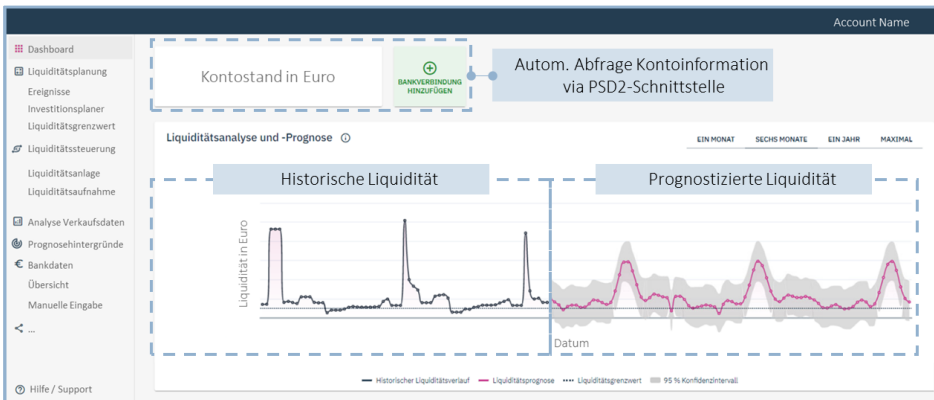 Account Name
Dashboard
Liquiditätsplanung
Ereignisse
Investitionsplaner
Liquiditätsgrenzwert
Liquiditätssteuerung
Liquiditätsanlage
Liquiditätsaufnahme
Analyse Verkaufsdaten
Prognosehintergründe
Bankdaten
Übersicht
Manuelle Eingabe
...
Hilfe / Support
Kontostand in Euro
BANKVERBINDUNG
HINZUFÜGEN
Autom. Abfrage Kontoinformation
via PSD2-Schnittstelle
Liquiditätsanalyse und -Prognose
EIN MONAT SECHS MONATE EIN JAHR MAXIMAL
Historische Liquidität
Prognostizierte Liquidität
Liquidität in Euro
Datum
Historischer Liquiditätsverlauf Liquiditätsprognose Liquiditätsgrenzwert 95 % Konfidenzintervall